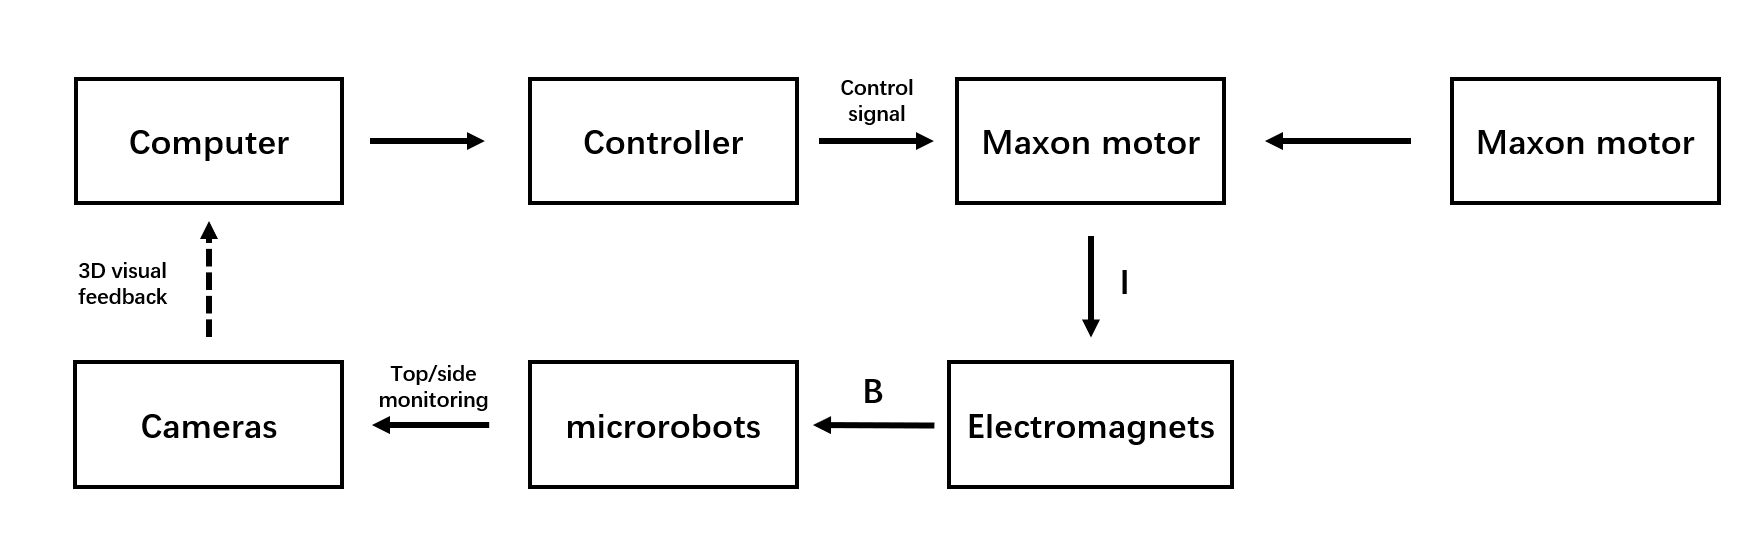 Computer
Controller
Control
signal
Maxon motor
Maxon motor
3D visual
feedback
I
Cameras
Top/side
monitoring
microrobots
B
Electromagnets